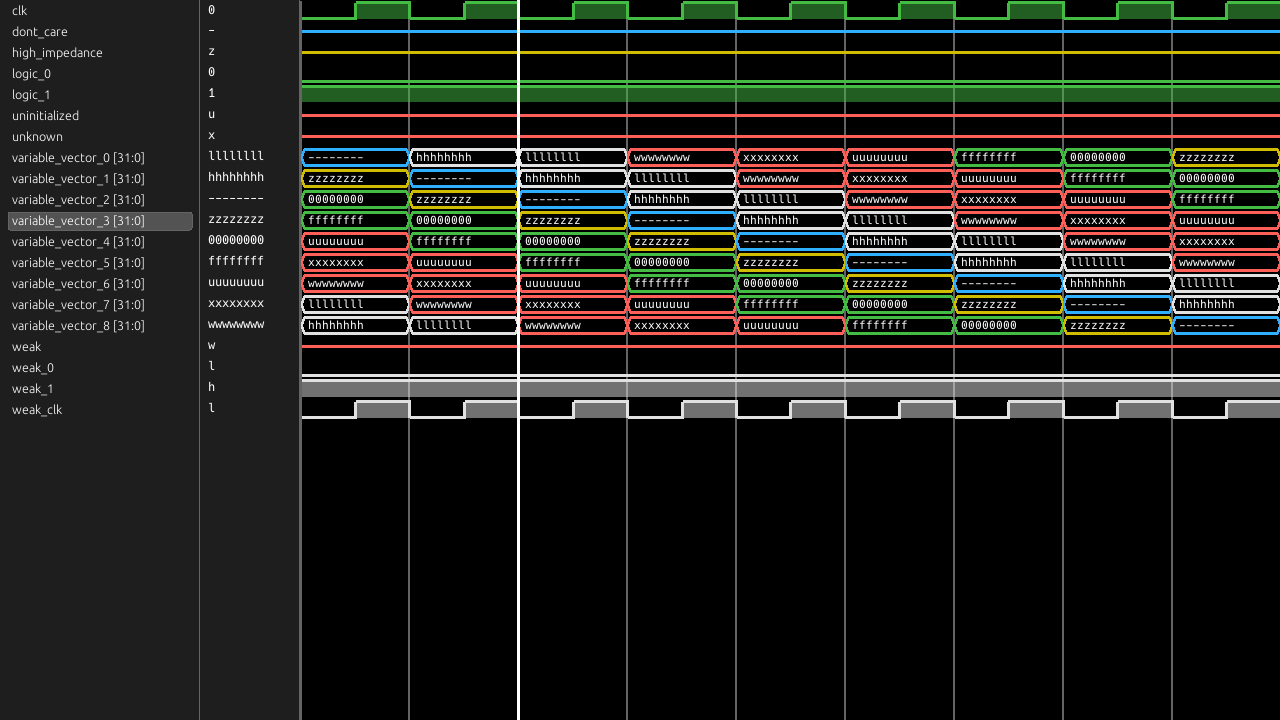 clk 0
dont_care -
high_impedance z
logic_0 0
logic_1 1
uninitialized u
unknown x
variable_vector_0 [31:0] llllllll -------- hhhhhhhh llllllll wwwwwwww xxxxxxxx uuuuuuuu ffffffff 00000000 zzzzzzzz
variable_vector_1 [31:0] hhhhhhhh zzzzzzzz -------- hhhhhhhh llllllll wwwwwwww xxxxxxxx uuuuuuuu ffffffff 00000000
variable_vector_2 [31:0] -------- 00000000 zzzzzzzz -------- hhhhhhhh llllllll wwwwwwww xxxxxxxx uuuuuuuu ffffffff
variable_vector_3 [31:0] zzzzzzzz ffffffff 00000000 zzzzzzzz -------- hhhhhhhh llllllll wwwwwwww xxxxxxxx uuuuuuuu
variable_vector_4 [31:0] 00000000 uuuuuuuu ffffffff 00000000 zzzzzzzz -------- hhhhhhhh llllllll wwwwwwww xxxxxxxx
variable_vector_5 [31:0] ffffffff xxxxxxxx uuuuuuuu ffffffff 00000000 zzzzzzzz -------- hhhhhhhh llllllll wwwwwwww
variable_vector_6 [31:0] uuuuuuuu wwwwwwww xxxxxxxx uuuuuuuu ffffffff 00000000 zzzzzzzz -------- hhhhhhhh llllllll
variable_vector_7 [31:0] xxxxxxxx llllllll wwwwwwww xxxxxxxx uuuuuuuu ffffffff 00000000 zzzzzzzz -------- hhhhhhhh
variable_vector_8 [31:0] wwwwwwww hhhhhhhh llllllll wwwwwwww xxxxxxxx uuuuuuuu ffffffff 00000000 zzzzzzzz --------
weak w
weak_0 l
weak_1 h
weak_clk l